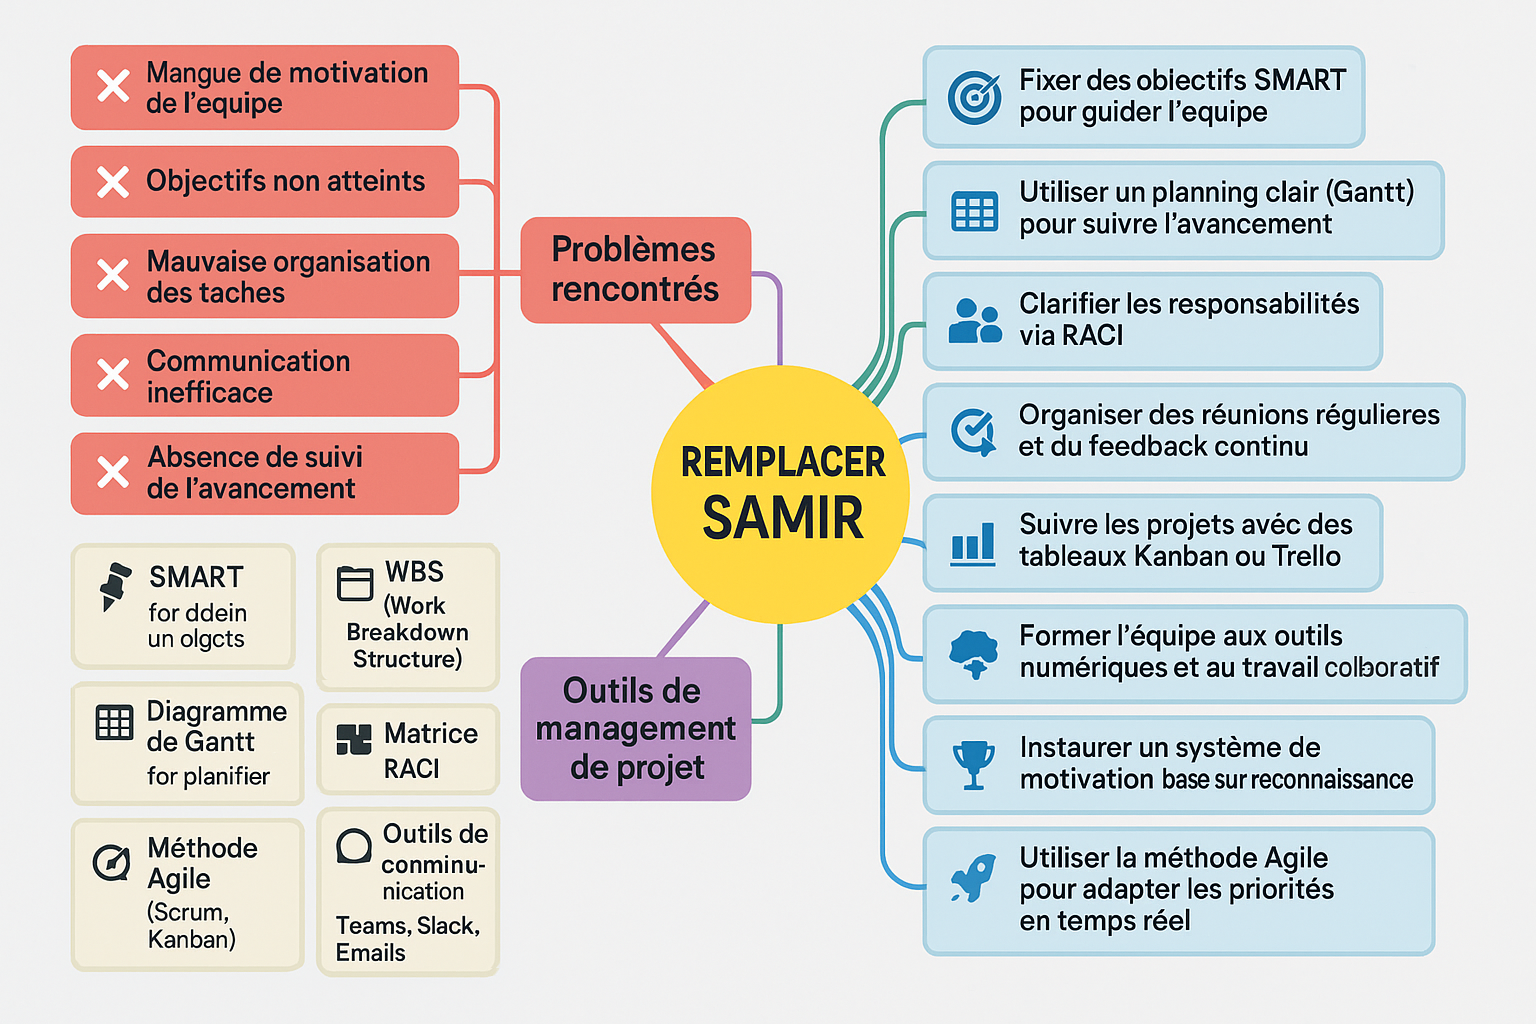 Mangue de motivation
de l'equipe
Objectifs non atteints
Mauvaise organisation
des taches
Communication
inefficace
Absence de suivi
de l'avancement
Problèmes
rencontrés
REMPLACER
SAMIR
Outils de
management
de projet
SMART
for ddein
un olgcts
WBS
(Work
Breakdown
Structure)
Diagramme
de Gantt
for planifier
Matrice
RACI
Méthode
Agile
(Scrum,
Kanban)
Outils de
conminu-
nication
Teams, Slack,
Emails
Fixer des oblectifs SMART
pour guider l'equipe
Utiliser un planning clair (Gantt)
pour suivre l'avancement
Clarifier les responsabilités
via RACI
Organiser des réunions régulieres
et du feedback continu
Suivre les projets avéc des
tableaux Kanban ou Trello
Former l'équipe aux outils
numériques et au travail colboratif
Instaurer un système de
motivation base sur reconnaissance
Utiliser la méthode Agile
pour adapter les priorités
en temps réel